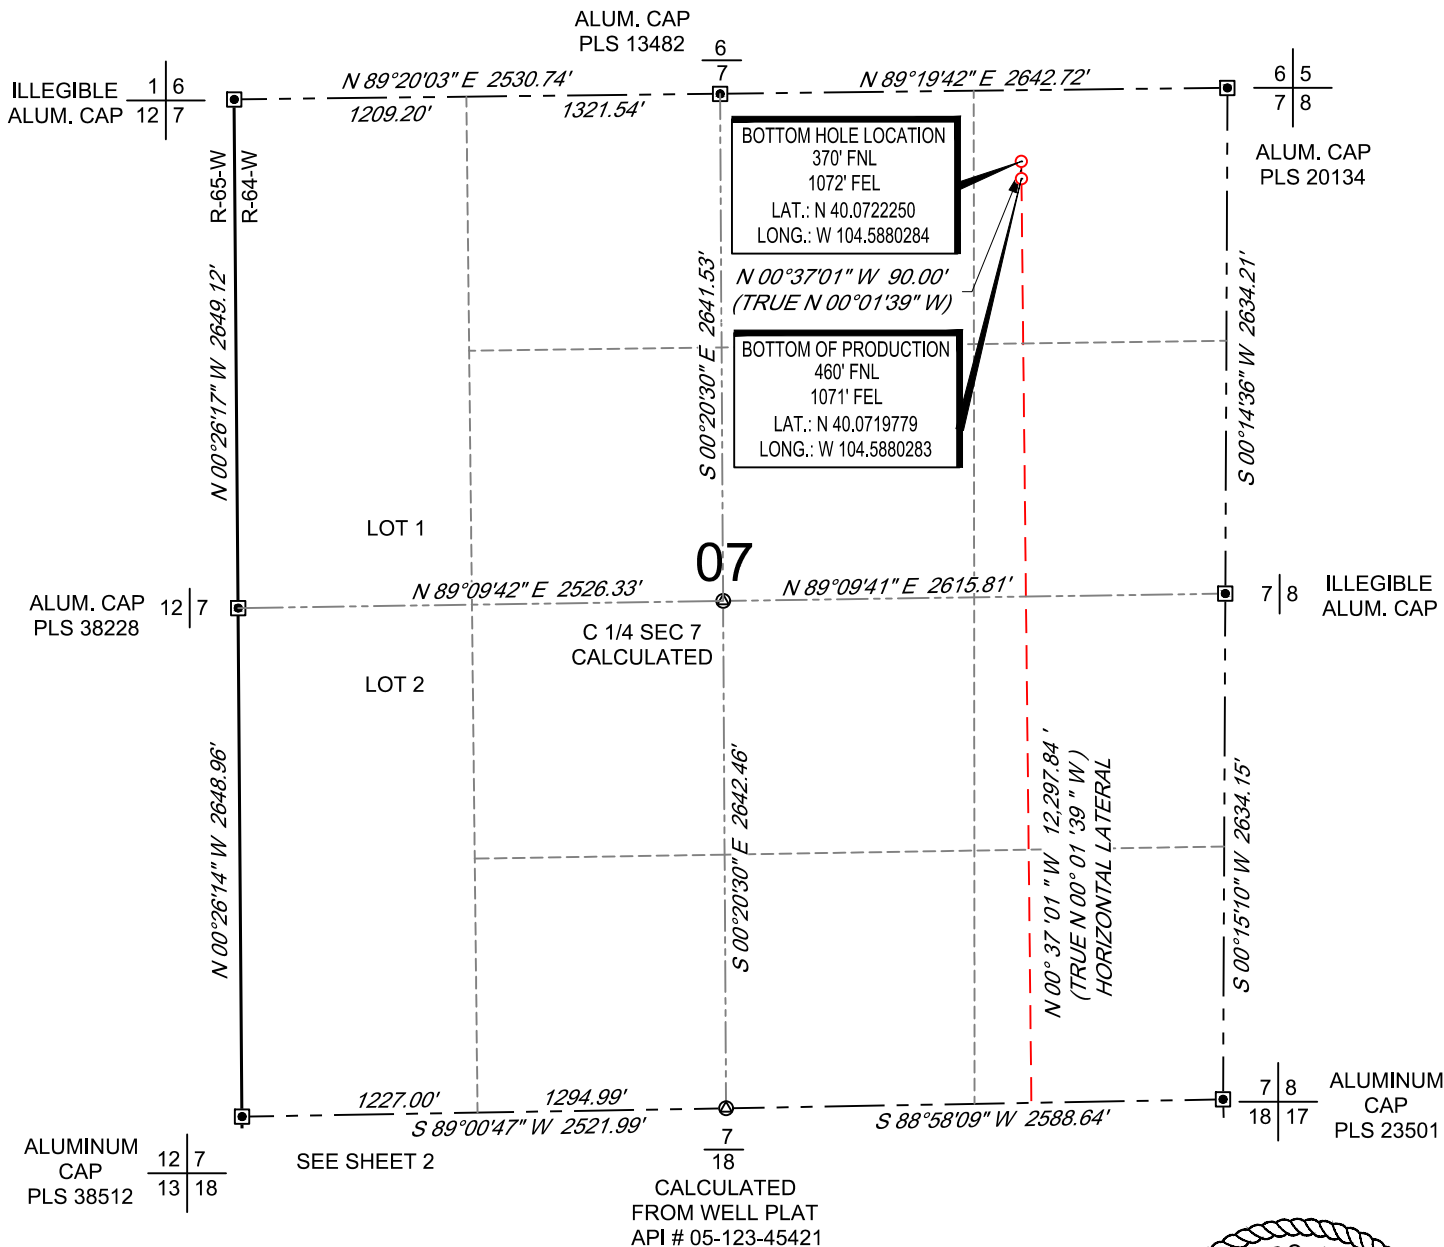 ALUM. CAP
PLS 13482
6
7
ILLEGIBLE
ALUM. CAP
1 6
12 7
N 89°20'03" E 2530.74'
1209.20'
1321.54'
N 89°19'42" E 2642.72'
6 5
7 8
ALUM. CAP
PLS 20134
R-65-W
R-64-W
BOTTOM HOLE LOCATION
370' FNL
1072' FEL
LAT.: N 40.0722250
LONG.: W 104.5880284
N 00°37'01" W 90.00'
(TRUE N 00°01'39" W)
BOTTOM OF PRODUCTION
460' FNL
1071' FEL
LAT.: N 40.0719779
LONG.: W 104.5880283
N 00°26'17" W 2649.12'
S 00°20'30" E 2641.53'
S 00°14'36" W 2634.21'
LOT 1
07
N 89°09'42" E 2526.33'
N 89°09'41" E 2615.81'
ALUM. CAP
PLS 38228
12 7
7 8
ILLEGIBLE
ALUM. CAP
C 1/4 SEC 7
CALCULATED
LOT 2
N 00°26'14" W 2648.96'
S 00°20'30" E 2642.46'
N 00° 37 '01 " W 12,297.84 '
(TRUE N 00° 01 '39 " W )
HORIZONTAL LATERAL
S 00°15'10" W 2634.15'
1227.00'
1294.99'
S 89°00'47" W 2521.99'
S 88°58'09" W 2588.64'
7 8
18 17
ALUMINUM
CAP
PLS 23501
ALUMINUM
CAP
PLS 38512
12 7
13 18
SEE SHEET 2
7
18
CALCULATED
FROM WELL PLAT
API # 05-123-45421